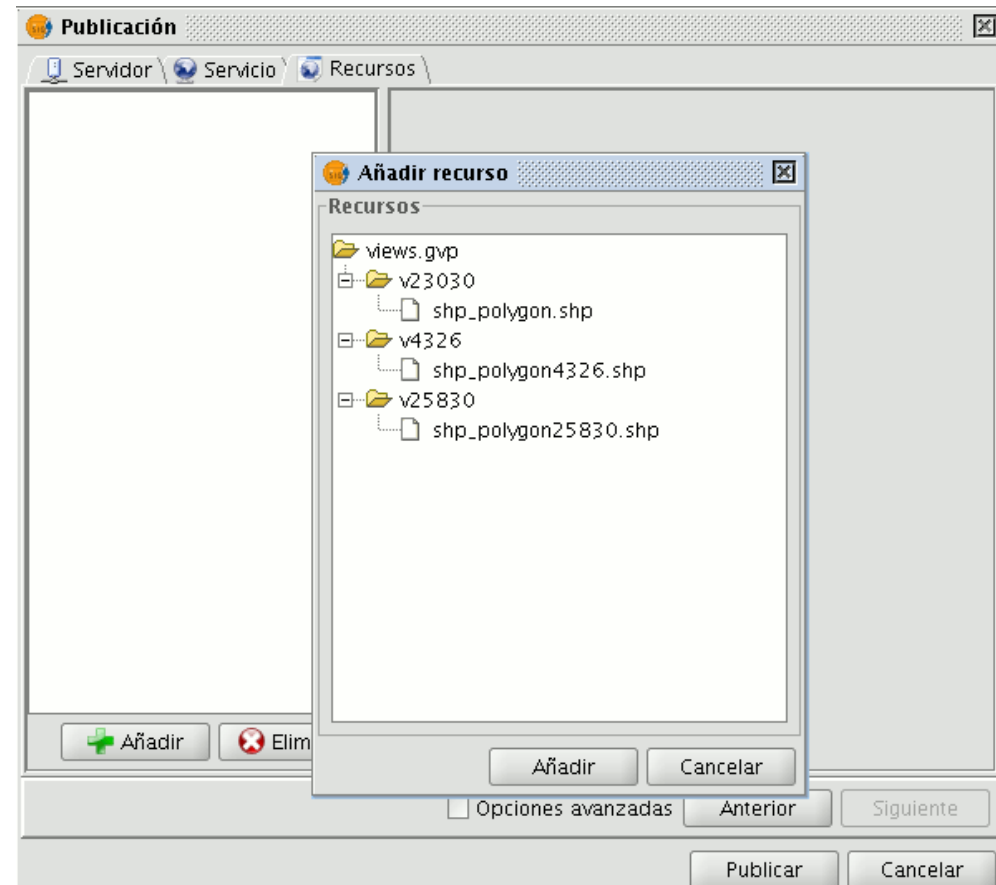 Publicación
Servidor Servicio Recursos
Añadir recurso
Recursos
views.gvp
v23030
shp_polygon.shp
v4326
shp_polygon4326.shp
v25830
shp_polygon25830.shp
Añadir Elim
Añadir Cancelar
Opciones avanzadas Anterior Siguiente
Publicar Cancelar